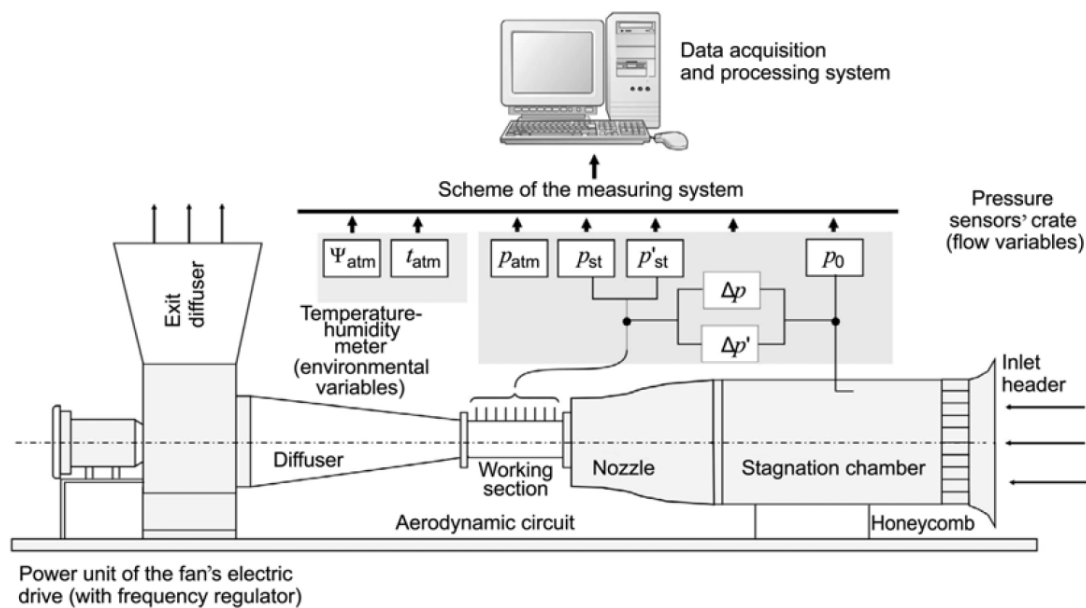 Data acquisition
and processing system
Scheme of the measuring system
Pressure
sensors’ crate
(flow variables)
Ψatm
tatm
patm
pst
p'st
p0
Δp
Δp'
Exit
diffuser
Temperature-
humidity
meter
(environmental
variables)
Inlet
header
Diffuser
Working
section
Nozzle
Stagnation chamber
Aerodynamic circuit
Honeycomb
Power unit of the fan’s electric
drive (with frequency regulator)